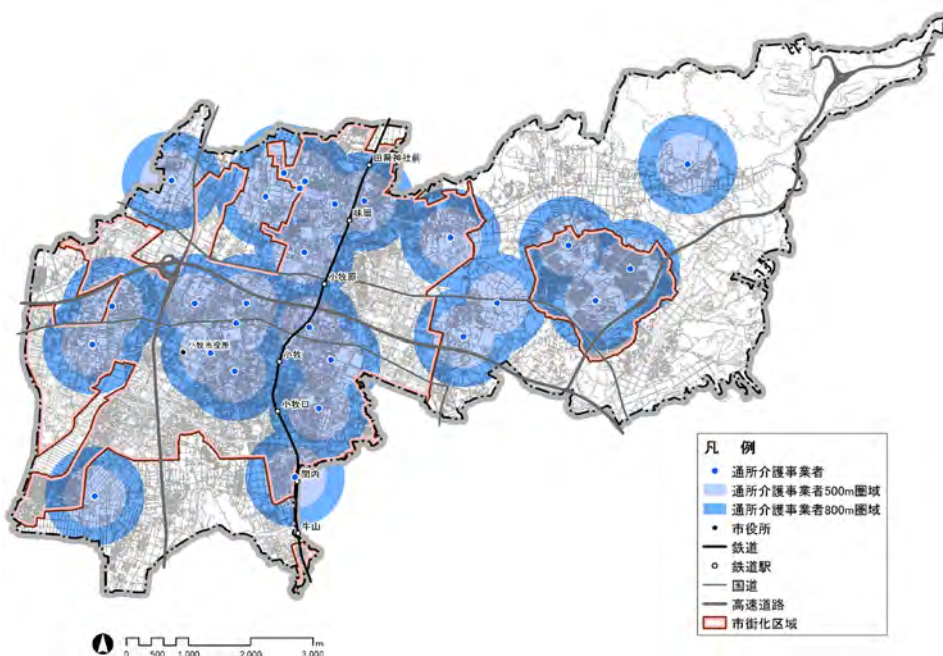 田縣神社前
味岡
小牧原
小牧市役所
小牧
小牧口
間内
牛山
凡 例
通所介護事業者
通所介護事業者500m圏域
通所介護事業者800m圏域
市役所
鉄道
鉄道駅
国道
高速道路
市街化区域
0 500 1,000 2,000 3,000 m